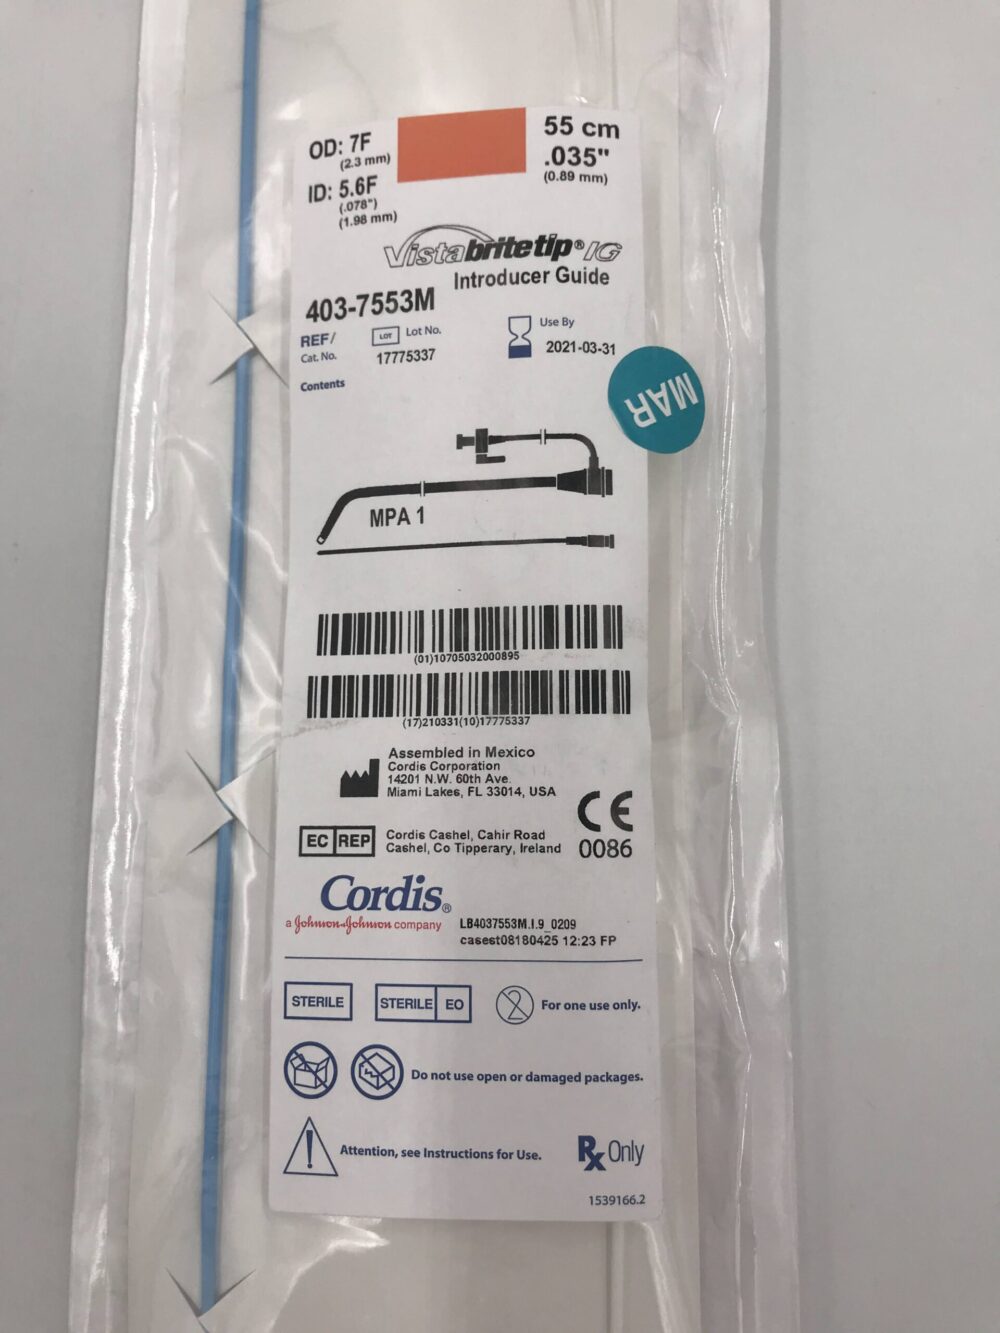 OD: 7F
(2.3 mm)
ID: 5.6F
(.078")
(1.98 mm)
55 cm
.035"
(0.89 mm)
Vistabritetip® IG
Introducer Guide
403-7553M
REF/
Cat. No.
LOT Lot No.
17775337
Use By
2021-03-31
MAR
Contents
MPA 1
(01)10705032000895
(17)210331(10)17775337
Assembled in Mexico
Cordis Corporation
14201 N.W. 60th Ave.
Miami Lakes, FL 33014, USA
EC REP
Cordis Cashel, Cahir Road
Cashel, Co Tipperary, Ireland
CE
0086
Cordis®
a Johnson&Johnson company
LB4037553M.I.9_0209
casest08180425 12:23 FP
STERILE
STERILE EO
2
For one use only.
Do not use open or damaged packages.
! Attention, see Instructions for Use.
Rx Only
1539166.2